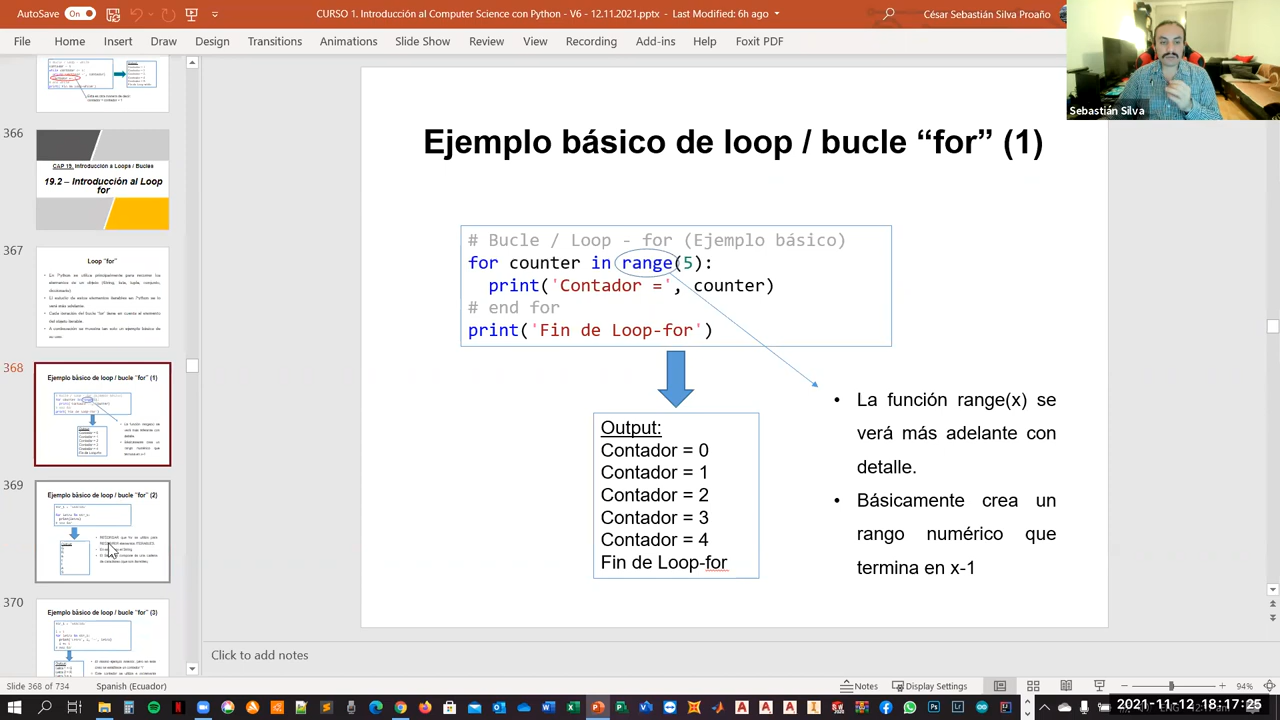 AutoSave On
CURSO 1. Introducción al Computer Science con Python - V6 - 12.11.2021.pptx - Last Modified: 6h ago
César Sebastián Silva Proaño
File Home Insert Draw Design Transitions Animations Slide Show Review View Recording Add-ins Help Foxit PDF
Sebastián Silva
366
CAP 19. Introducción a Loops / Bucles
19.2 – Introducción al Loop
for
367
Loop "for"
368
Ejemplo básico de loop / bucle "for" (1)
369
Ejemplo básico de loop / bucle "for" (2)
370
Ejemplo básico de loop / bucle "for" (3)
Ejemplo básico de loop / bucle “for” (1)
# Bucle / Loop - for (Ejemplo básico)
for counter in range(5):
print('Contador =', counter)
# end for
print('Fin de Loop-for')
Output:
Contador = 0
Contador = 1
Contador = 2
Contador = 3
Contador = 4
Fin de Loop-for
• La función range(x) se
verá más adelante con
detalle.
• Básicamente crea un
rango numérico que
termina en x-1
Click to add notes
Slide 368 of 734 Spanish (Ecuador) Notes Display Settings 94%
2021-11-12 18:17:25